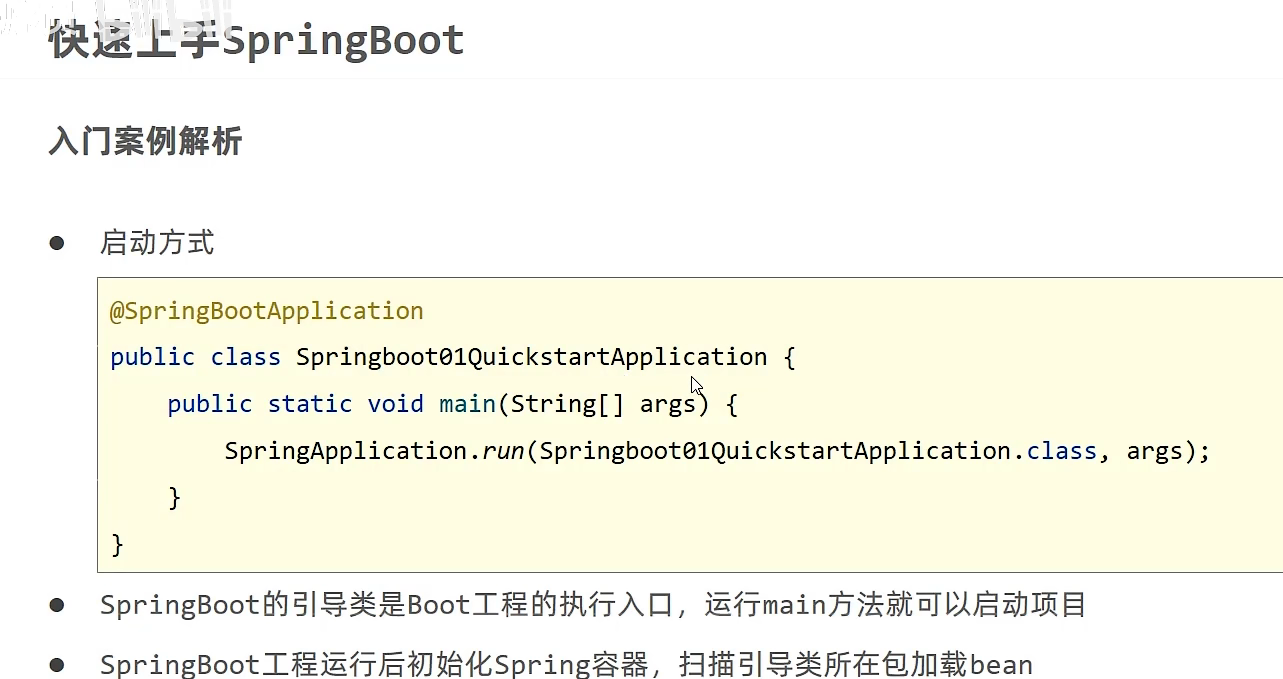 快速上手SpringBoot
入门案例解析
● 启动方式
@SpringBootApplication
public class Springboot01QuickstartApplication {
    public static void main(String[] args) {
        SpringApplication.run(Springboot01QuickstartApplication.class, args);
    }
}
● SpringBoot的引导类是Boot工程的执行入口，运行main方法就可以启动项目
● SpringBoot工程运行后初始化Spring容器，扫描引导类所在包加载bean